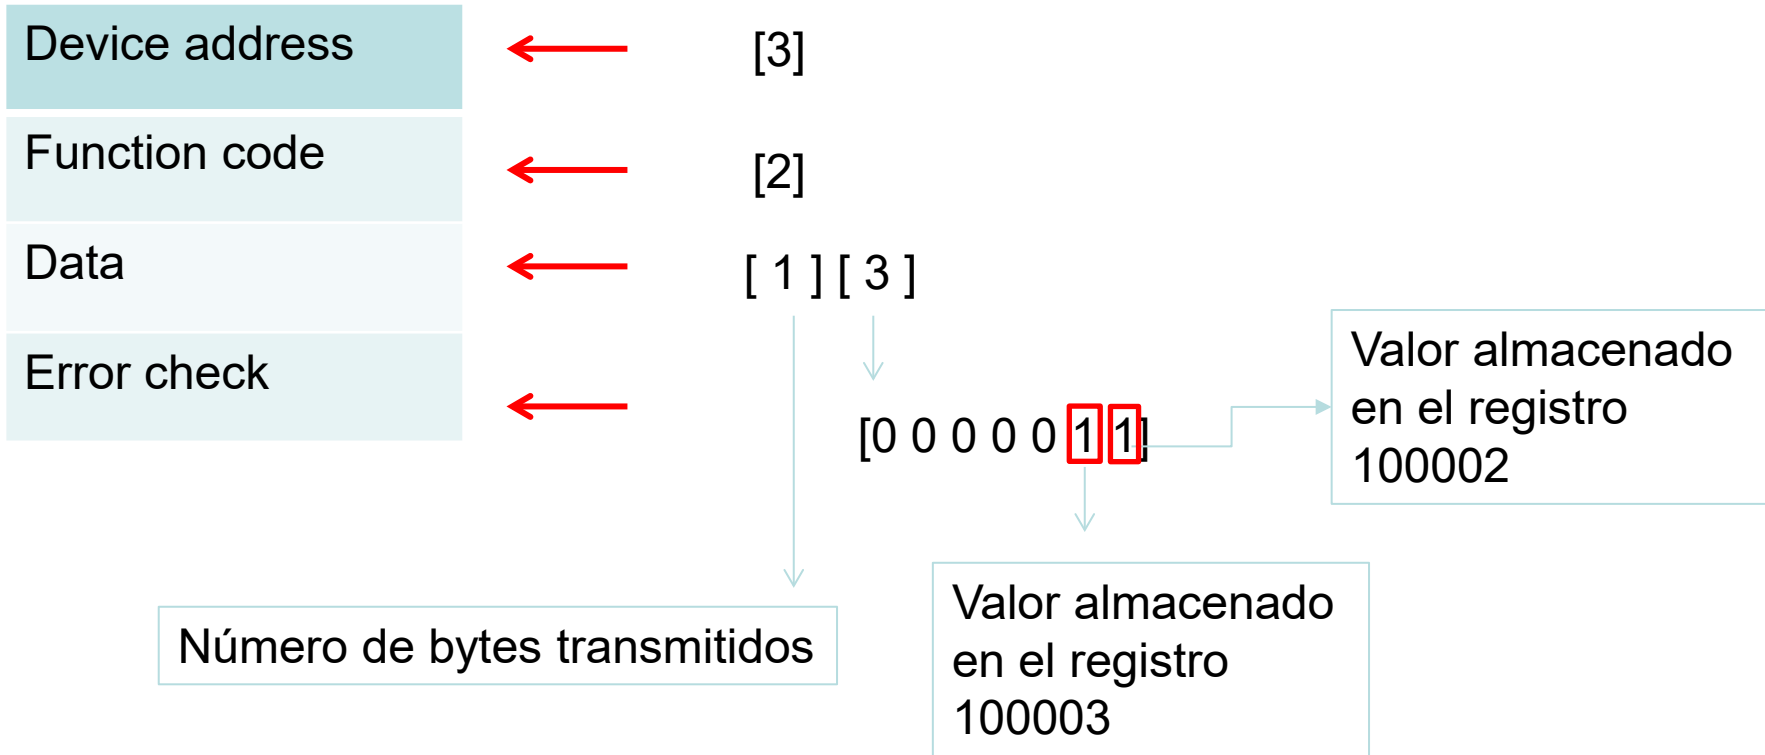 Device address
[3]
Function code
[2]
Data
[ 1 ] [ 3 ]
Error check
[0 0 0 0 0 1 1]
Valor almacenado
en el registro
100002
Número de bytes transmitidos
Valor almacenado
en el registro
100003